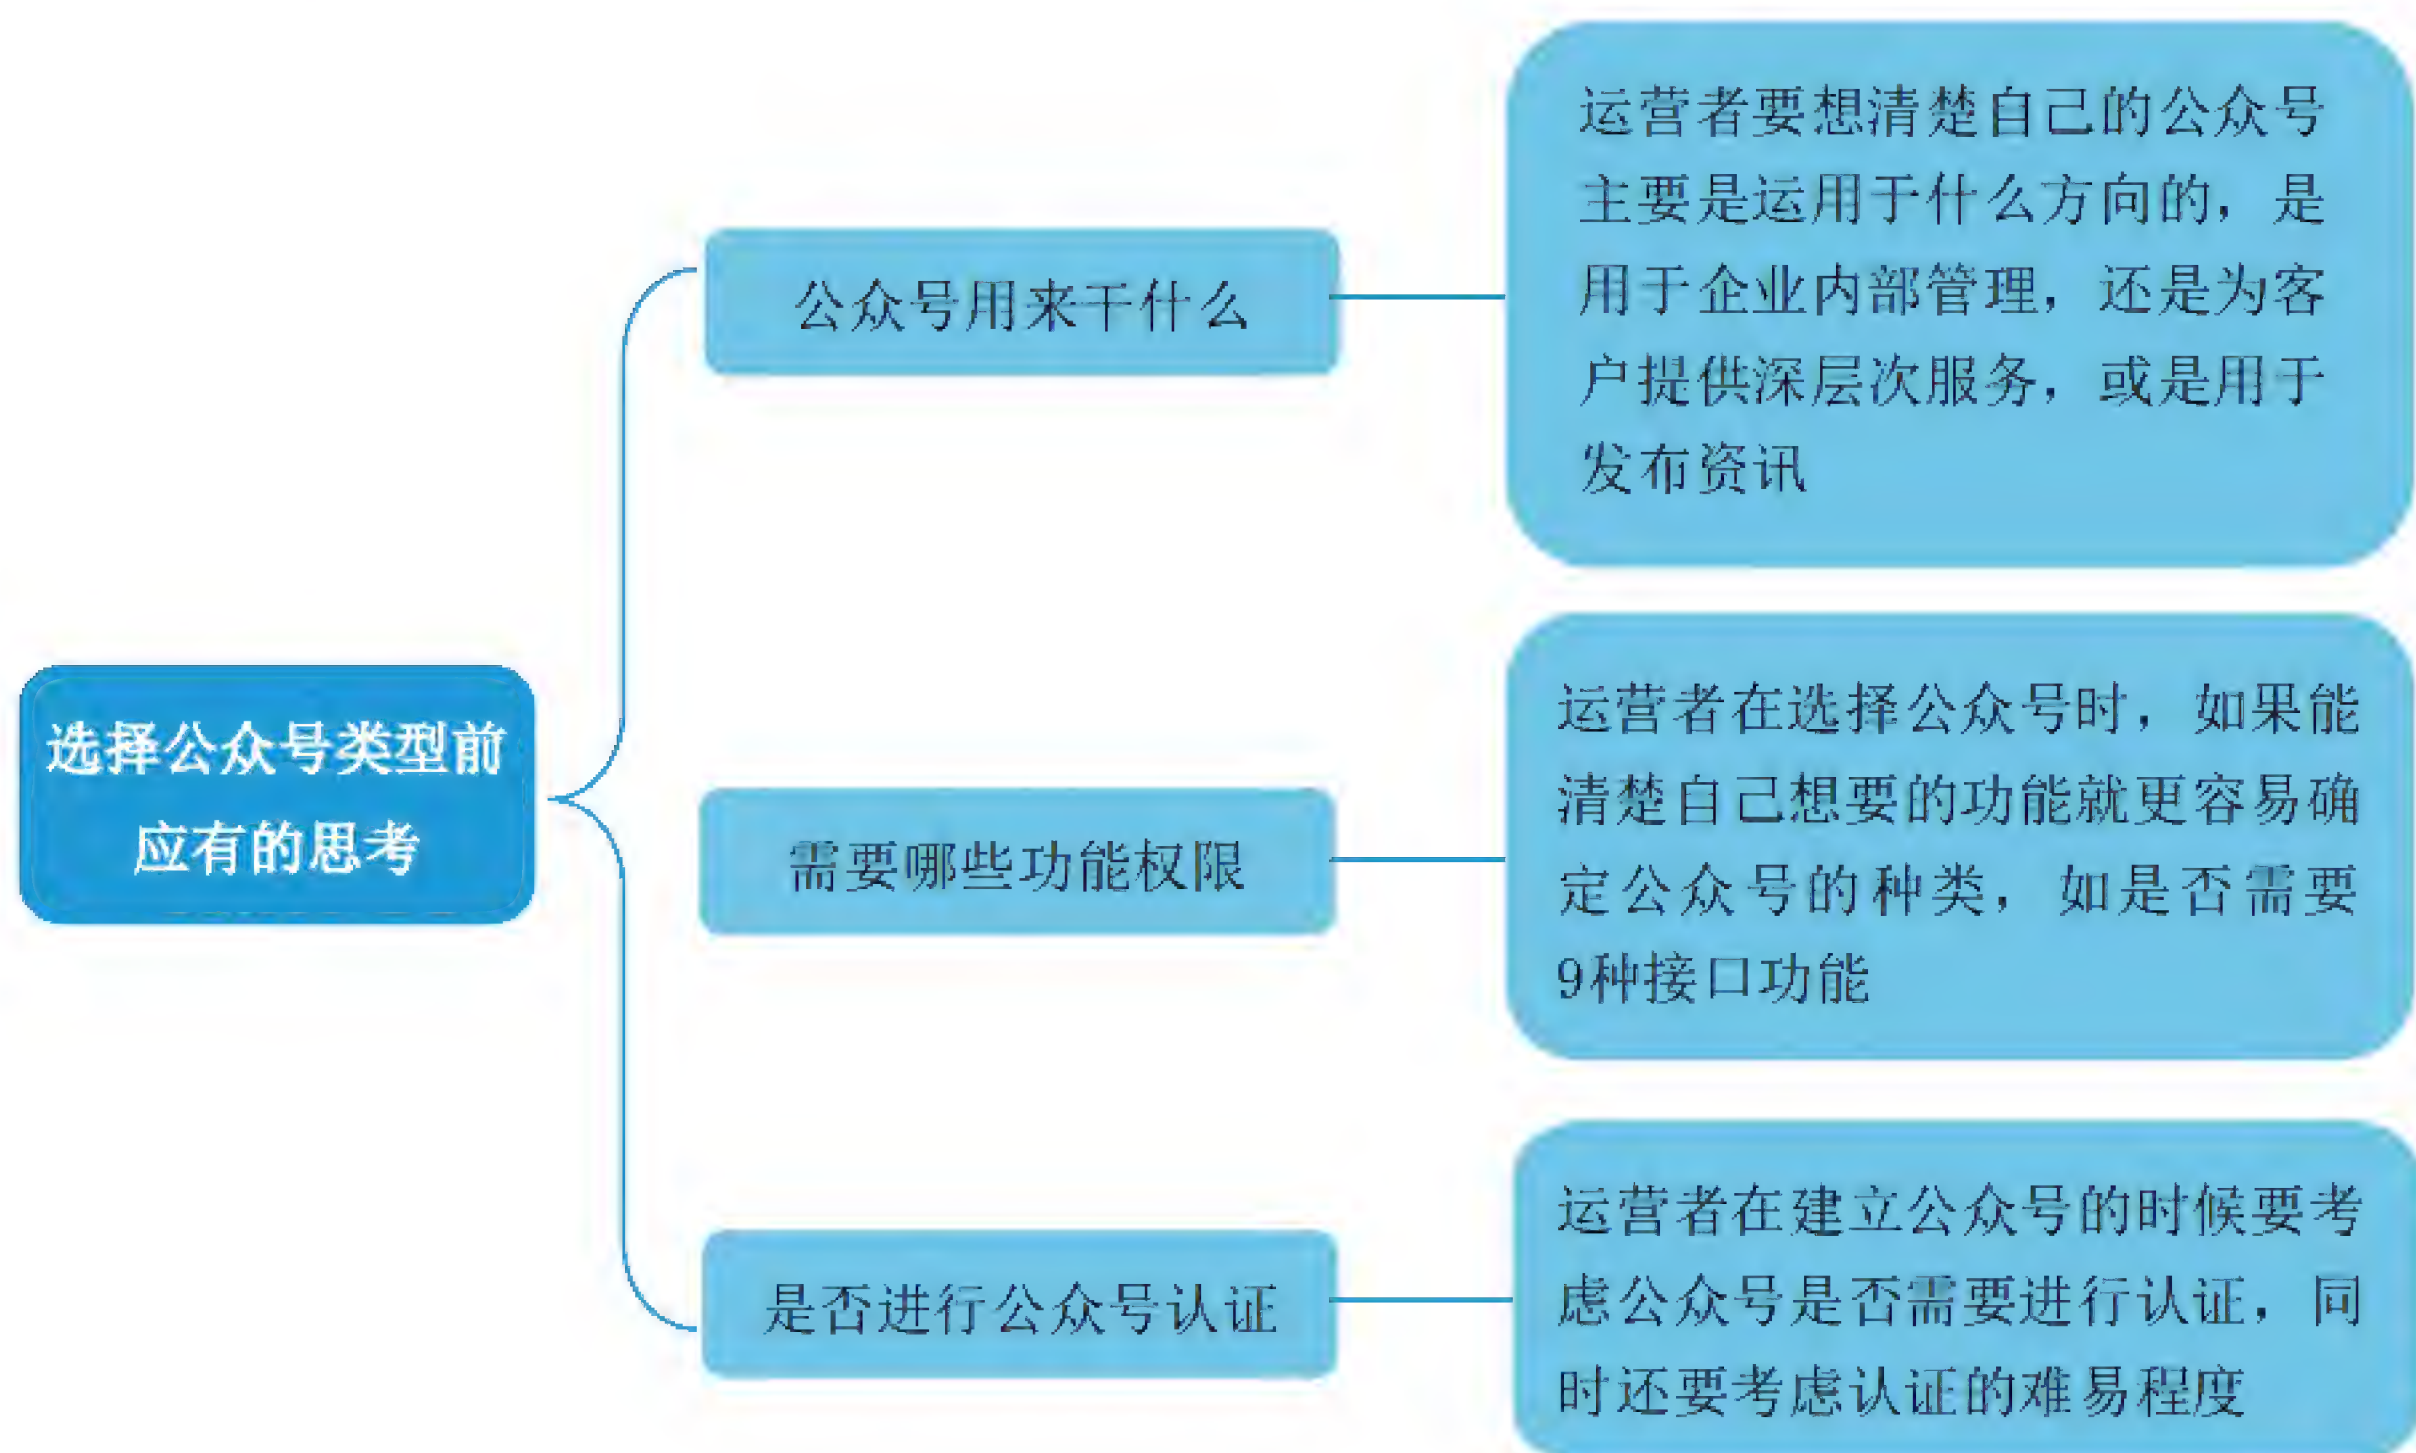 选择公众号类型前
应有的思考
公众号用来干什么
运营者要想清楚自己的公众号
主要是运用于什么方向的，是
用于企业内部管理，还是为客
户提供深层次服务，或是用于
发布资讯
需要哪些功能权限
运营者在选择公众号时，如果能
清楚自己想要的功能就更容易确
定公众号的种类，如是否需要
9种接口功能
是否进行公众号认证
运营者在建立公众号的时候要考
虑公众号是否需要进行认证，同
时还要考虑认证的难易程度